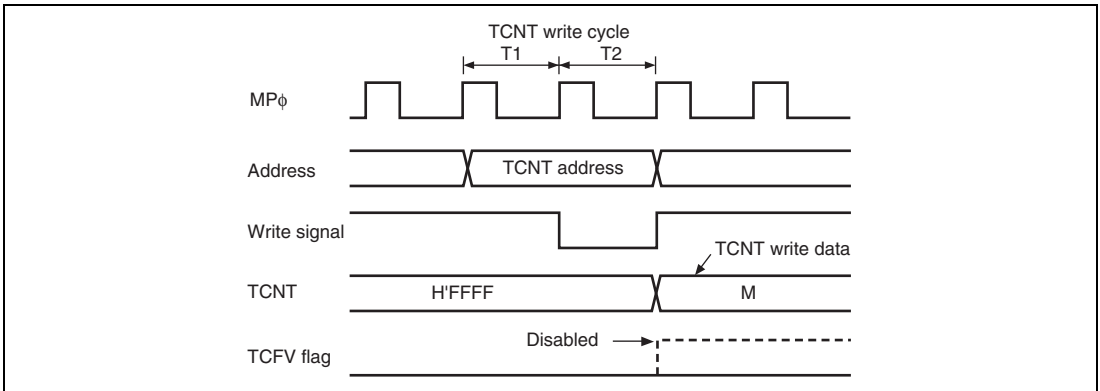 TCNT write cycle
T1 T2
MPϕ
Address TCNT address
Write signal
TCNT write data
TCNT H'FFFF M
Disabled
TCFV flag